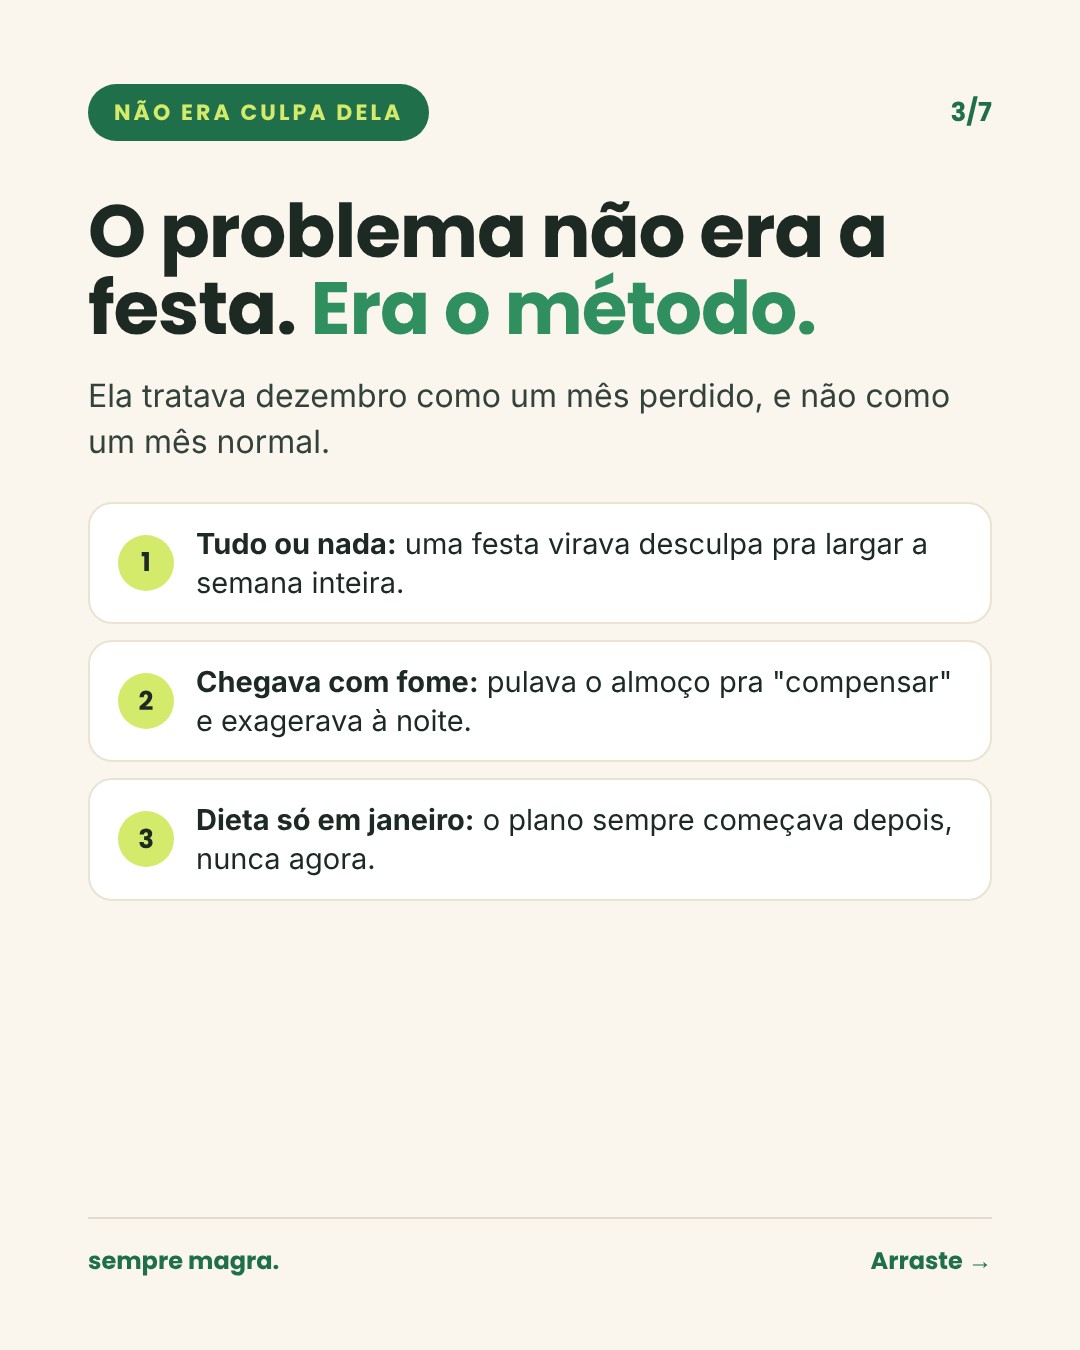 NÃO ERA CULPA DELA
3/7
O problema não era a
festa. Era o método.
Ela tratava dezembro como um mês perdido, e não como
um mês normal.
1
Tudo ou nada: uma festa virava desculpa pra largar a
semana inteira.
2
Chegava com fome: pulava o almoço pra "compensar"
e exagerava à noite.
3
Dieta só em janeiro: o plano sempre começava depois,
nunca agora.
sempre magra.
Arraste →